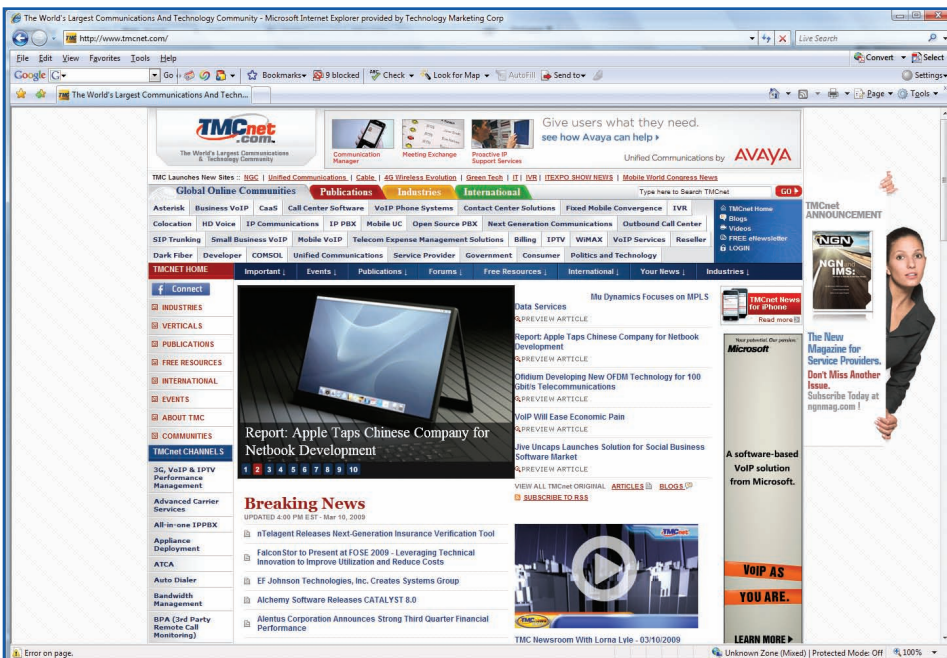 The World's Largest Communications And Technology Community - Microsoft Internet Explorer provided by Technology Marketing Corp
http://www.tmcnet.com/
Live Search
File Edit View Favorites Tools Help
Convert Select
Google Go Bookmarks 9 blocked Check Look for Map AutoFill Send to Settings
The World's Largest Communications And Techn...
Page Tools
TMCnet .com
The World's Largest Communications & Technology Community
Communication Manager
Meeting Exchange
Proactive IP Support Services
Give users what they need.
see how Avaya can help
Unified Communications by AVAYA
TMC Launches New Sites :: NGC | Unified Communications | Cable | 4G Wireless Evolution | Green Tech | IT | IVR | ITEXPO SHOW NEWS | Mobile World Congress News
Global Online Communities Publications Industries International Type here to Search TMCnet GO
Asterisk Business VoIP CaaS Call Center Software VoIP Phone Systems Contact Center Solutions Fixed Mobile Convergence IVR
Colocation HD Voice IP Communications IP PBX Mobile UC Open Source PBX Next Generation Communications Outbound Call Center
SIP Trunking Small Business VoIP Mobile VoIP Telecom Expense Management Solutions Billing IPTV WiMAX VoIP Services Reseller
Dark Fiber Developer COMSOL Unified Communications Service Provider Government Consumer Politics and Technology
TMCnet Home
Blogs
Videos
FREE eNewsletter
LOGIN
TMCNET HOME Important ↓ Events ↓ Publications ↓ Forums ↓ Free Resources ↓ International ↓ Your News ↓ Industries ↓
f Connect
INDUSTRIES
VERTICALS
PUBLICATIONS
FREE RESOURCES
INTERNATIONAL
EVENTS
ABOUT TMC
COMMUNITIES
TMCnet CHANNELS
3G, VoIP & IPTV
Performance
Management
Advanced Carrier
Services
All-in-one IPPBX
Appliance
Deployment
ATCA
Auto Dialer
Bandwidth
Management
BPA (3rd Party
Remote Call
Monitoring)
Report: Apple Taps Chinese Company for
Netbook Development
1 2 3 4 5 6 7 8 9 10
Breaking News
UPDATED 4:00 PM EST - Mar 10, 2009
nTelagent Releases Next-Generation Insurance Verification Tool
FalconStor to Present at FOSE 2009 - Leveraging Technical
Innovation to Improve Utilization and Reduce Costs
EF Johnson Technologies, Inc. Creates Systems Group
Alchemy Software Releases CATALYST 8.0
Alentus Corporation Announces Strong Third Quarter Financial
Performance
Mu Dynamics Focuses on MPLS
Data Services
PREVIEW ARTICLE
Report: Apple Taps Chinese Company for Netbook
Development
PREVIEW ARTICLE
Ofidium Developing New OFDM Technology for 100
Gbit/s Telecommunications
PREVIEW ARTICLE
VoIP Will Ease Economic Pain
PREVIEW ARTICLE
Jive Uncaps Launches Solution for Social Business
Software Market
PREVIEW ARTICLE
VIEW ALL TMCnet ORIGINAL ARTICLES BLOGS
SUBSCRIBE TO RSS
TMCnet
TMCnet.com
TMC Newsroom With Lorna Lyle - 03/10/2009
TMCnet News
for iPhone
Read more
Your potential. Our passion.
Microsoft
A software-based
VoIP solution
from Microsoft.
VOIP AS
YOU ARE.
LEARN MORE
TMCnet
ANNOUNCEMENT
NGN
NGN and IMS:
The New
Magazine for
Service Providers.
Don't Miss Another
Issue.
Subscribe Today at
ngnmag.com !
Error on page.
Unknown Zone (Mixed) | Protected Mode: Off 100%